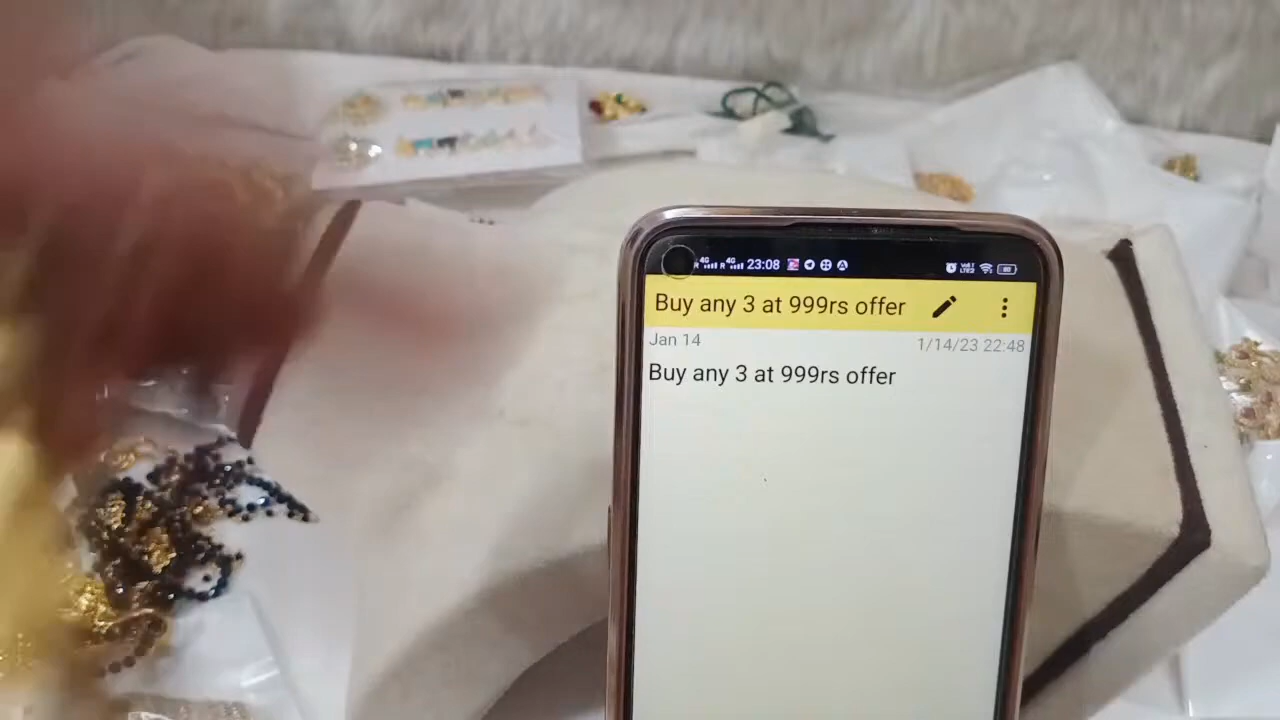 23:08
Buy any 3 at 999rs offer
Jan 14 1/14/23 22:48
Buy any 3 at 999rs offer